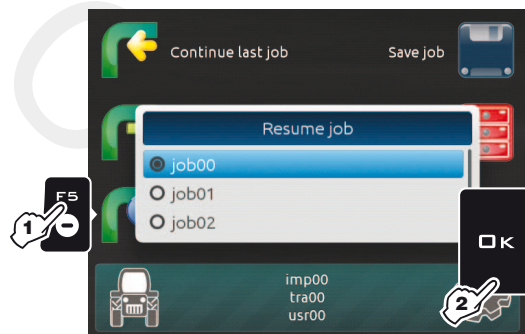 Continue last job
Save job
Resume job
job00
job01
job02
F5
1
OK
imp00
tra00
usr00
2